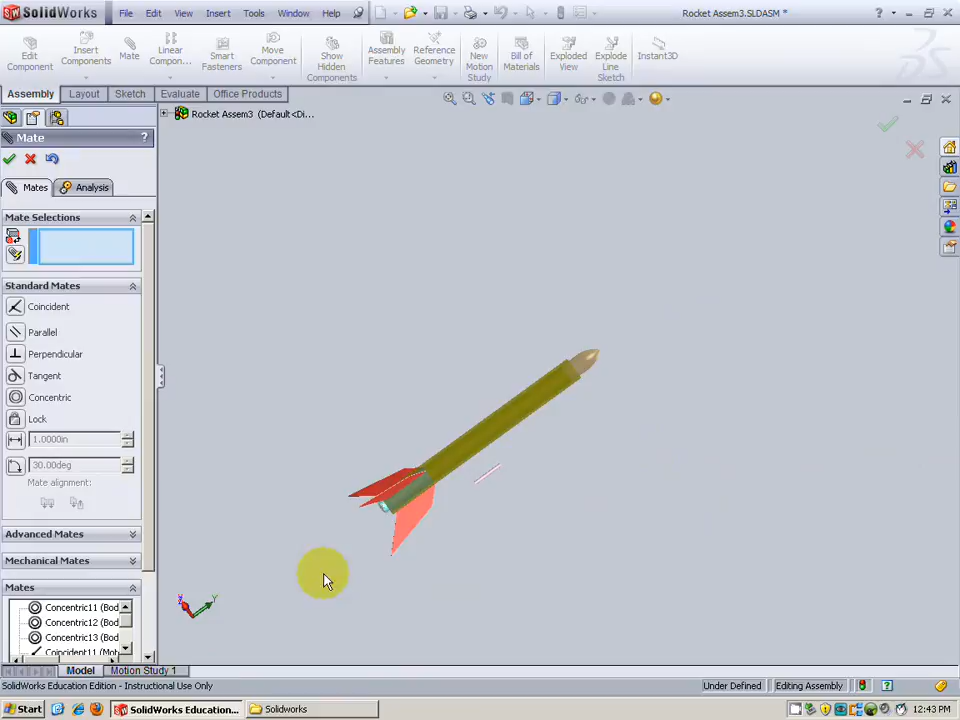 SolidWorks File Edit View Insert Tools Window Help Rocket Assem3.SLDASM *
Edit Component
Insert Components
Mate
Linear Compon...
Smart Fasteners
Move Component
Show Hidden Components
Assembly Features
Reference Geometry
New Motion Study
Bill of Materials
Exploded View
Explode Line Sketch
Instant3D
Assembly Layout Sketch Evaluate Office Products
Rocket Assem3 (Default<Di...
Mate ?
Mates Analysis
Mate Selections
Standard Mates
Coincident
Parallel
Perpendicular
Tangent
Concentric
Lock
1.0000in
30.00deg
Mate alignment:
Advanced Mates
Mechanical Mates
Mates
Concentric11 (Bod
Concentric12 (Bod
Concentric13 (Bod
Coincident11 (Mot
Model Motion Study 1
SolidWorks Education Edition - Instructional Use Only Under Defined Editing Assembly
Start SolidWorks Education... Solidworks 12:43 PM